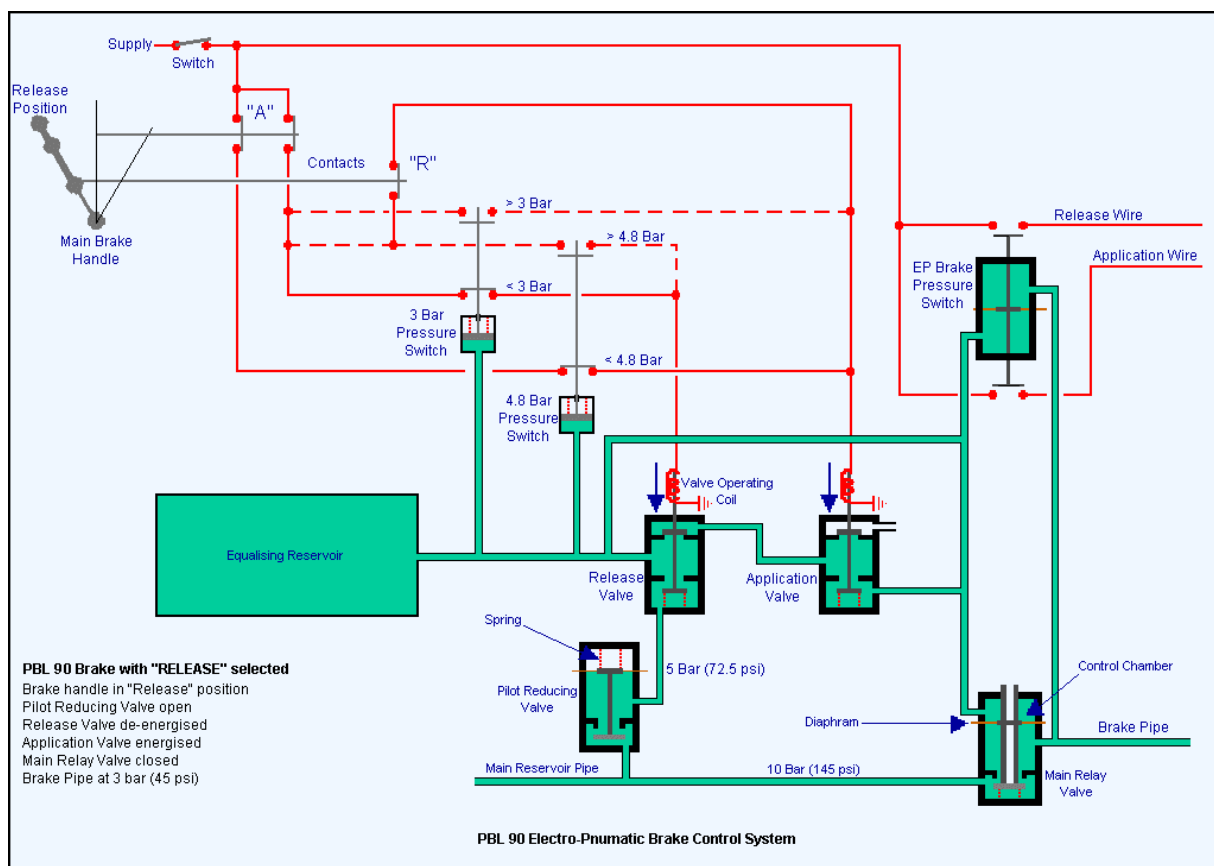 Supply
Switch
Release
Position
"A"
Contacts
"R"
Main Brake
Handle
> 3 Bar
> 4.8 Bar
< 3 Bar
3 Bar
Pressure
Switch
< 4.8 Bar
4.8 Bar
Pressure
Switch
Release Wire
Application Wire
EP Brake
Pressure
Switch
Valve Operating
Coil
Equalising Reservoir
Release
Valve
Application
Valve
Spring
5 Bar (72.5 psi)
Pilot Reducing
Valve
Control Chamber
Diaphram
Brake Pipe
Main Reservoir Pipe
10 Bar (145 psi)
Main Relay
Valve
PBL 90 Brake with "RELEASE" selected
Brake handle in "Release" position
Pilot Reducing Valve open
Release Valve de-energised
Application Valve energised
Main Relay Valve closed
Brake Pipe at 3 bar (45 psi)
PBL 90 Electro-Pnumatic Brake Control System